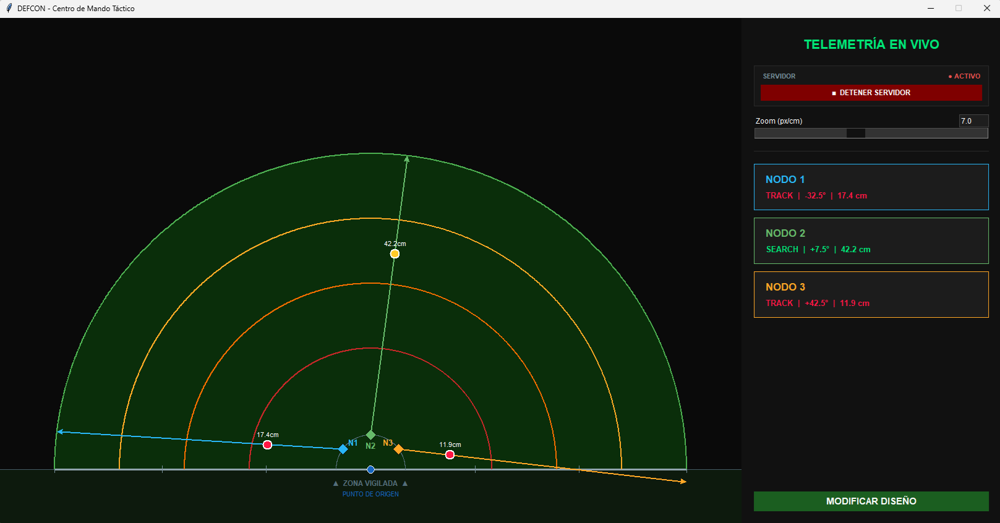 DEFCON - Centro de Mando Táctico
TELEMETRÍA EN VIVO
SERVIDOR
● ACTIVO
■ DETENER SERVIDOR
Zoom (px/cm)
7.0
NODO 1
TRACK | -32.5° | 17.4 cm
NODO 2
SEARCH | +7.5° | 42.2 cm
NODO 3
TRACK | +42.5° | 11.9 cm
MODIFICAR DISEÑO
42.2cm
17.4cm
N1
N2
N3
11.9cm
▲ ZONA VIGILADA ▲
PUNTO DE ORIGEN